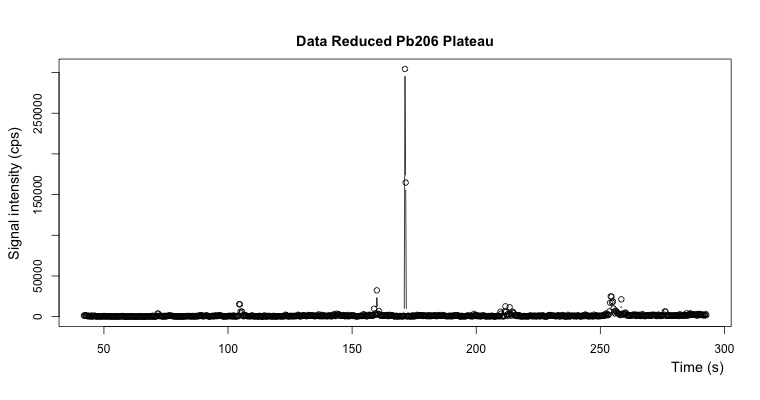 Data Reduced Pb206 Plateau
Signal intensity (cps)
250000
150000
50000
0
50 100 150 200 250 300
Time (s)